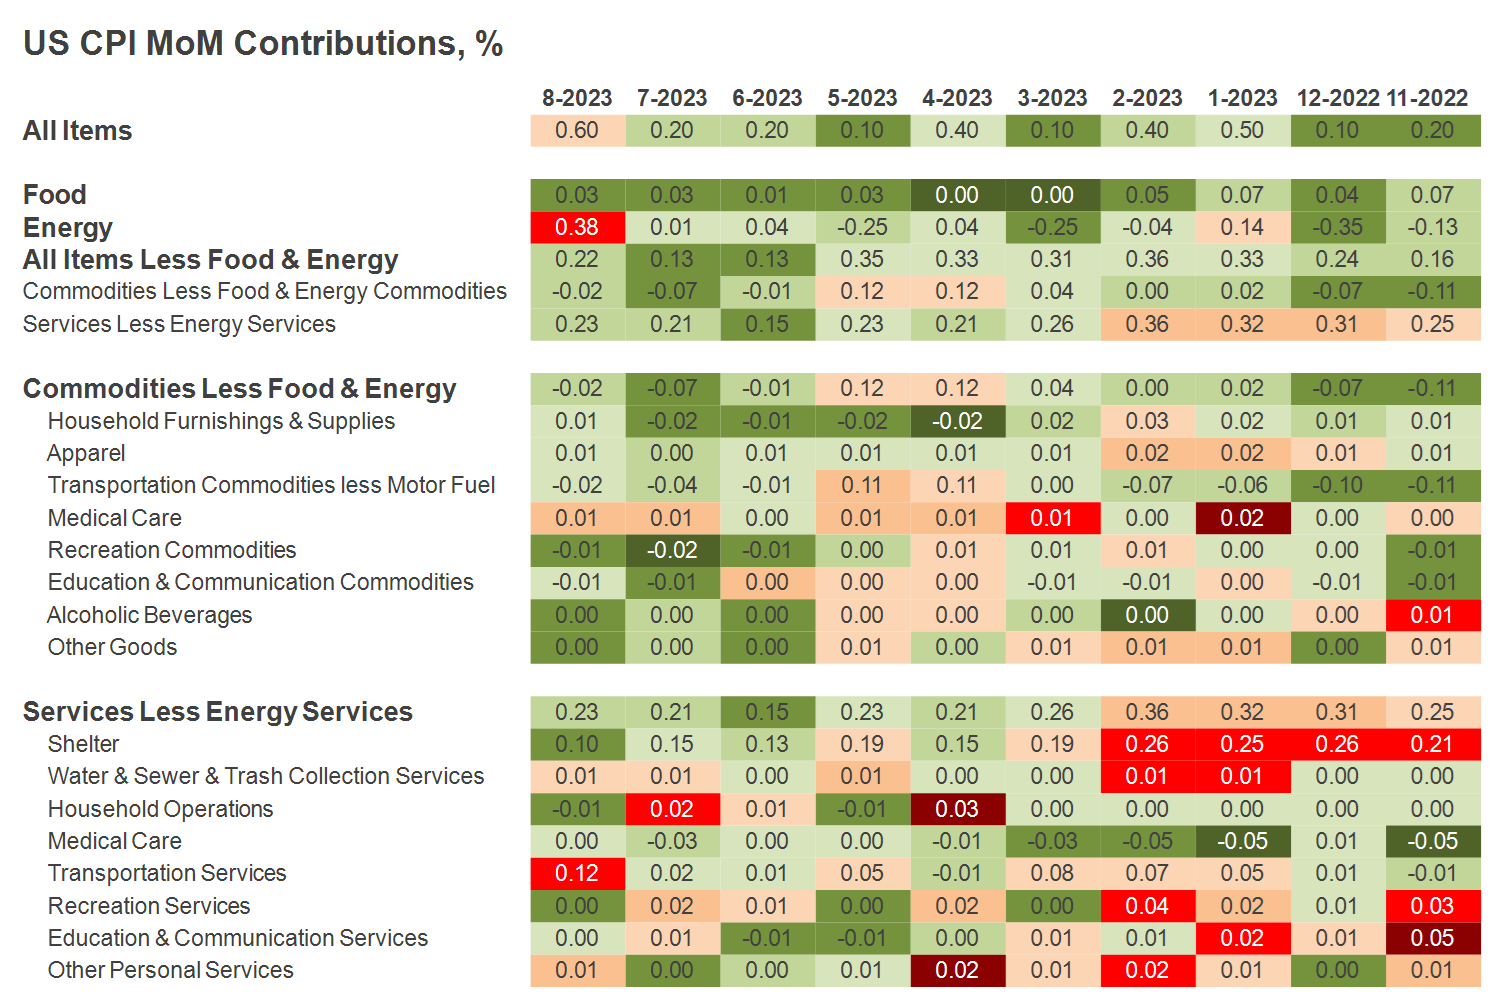 US CPI MoM Contributions, %
8-2023 7-2023 6-2023 5-2023 4-2023 3-2023 2-2023 1-2023 12-2022 11-2022
All Items 0.60 0.20 0.20 0.10 0.40 0.10 0.40 0.50 0.10 0.20
Food 0.03 0.03 0.01 0.03 0.00 0.00 0.05 0.07 0.04 0.07
Energy 0.38 0.01 0.04 -0.25 0.04 -0.25 -0.04 0.14 -0.35 -0.13
All Items Less Food & Energy 0.22 0.13 0.13 0.35 0.33 0.31 0.36 0.33 0.24 0.16
Commodities Less Food & Energy Commodities -0.02 -0.07 -0.01 0.12 0.12 0.04 0.00 0.02 -0.07 -0.11
Services Less Energy Services 0.23 0.21 0.15 0.23 0.21 0.26 0.36 0.32 0.31 0.25
Commodities Less Food & Energy -0.02 -0.07 -0.01 0.12 0.12 0.04 0.00 0.02 -0.07 -0.11
Household Furnishings & Supplies 0.01 -0.02 -0.01 -0.02 -0.02 0.02 0.03 0.02 0.01 0.01
Apparel 0.01 0.00 0.01 0.01 0.01 0.01 0.02 0.02 0.01 0.01
Transportation Commodities less Motor Fuel -0.02 -0.04 -0.01 0.11 0.11 0.00 -0.07 -0.06 -0.10 -0.11
Medical Care 0.01 0.01 0.00 0.01 0.01 0.01 0.00 0.02 0.00 0.00
Recreation Commodities -0.01 -0.02 -0.01 0.00 0.01 0.01 0.01 0.00 0.00 -0.01
Education & Communication Commodities -0.01 -0.01 0.00 0.00 0.00 -0.01 -0.01 0.00 -0.01 -0.01
Alcoholic Beverages 0.00 0.00 0.00 0.00 0.00 0.00 0.00 0.00 0.00 0.01
Other Goods 0.00 0.00 0.00 0.01 0.00 0.01 0.01 0.01 0.00 0.01
Services Less Energy Services 0.23 0.21 0.15 0.23 0.21 0.26 0.36 0.32 0.31 0.25
Shelter 0.10 0.15 0.13 0.19 0.15 0.19 0.26 0.25 0.26 0.21
Water & Sewer & Trash Collection Services 0.01 0.01 0.00 0.01 0.00 0.00 0.01 0.01 0.00 0.00
Household Operations -0.01 0.02 0.01 -0.01 0.03 0.00 0.00 0.00 0.00 0.00
Medical Care 0.00 -0.03 0.00 0.00 -0.01 -0.03 -0.05 -0.05 0.01 -0.05
Transportation Services 0.12 0.02 0.01 0.05 -0.01 0.08 0.07 0.05 0.01 -0.01
Recreation Services 0.00 0.02 0.01 0.00 0.02 0.00 0.04 0.02 0.01 0.03
Education & Communication Services 0.00 0.01 -0.01 -0.01 0.00 0.01 0.01 0.02 0.01 0.05
Other Personal Services 0.01 0.00 0.00 0.01 0.02 0.01 0.02 0.01 0.00 0.01